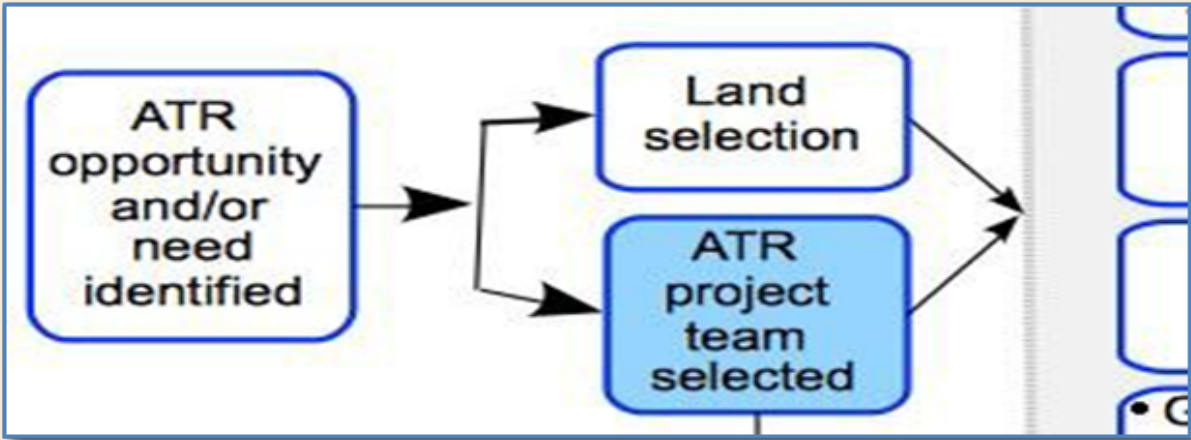 ATR
opportunity
and/or
need
identified
Land
selection
ATR
project
team
selected